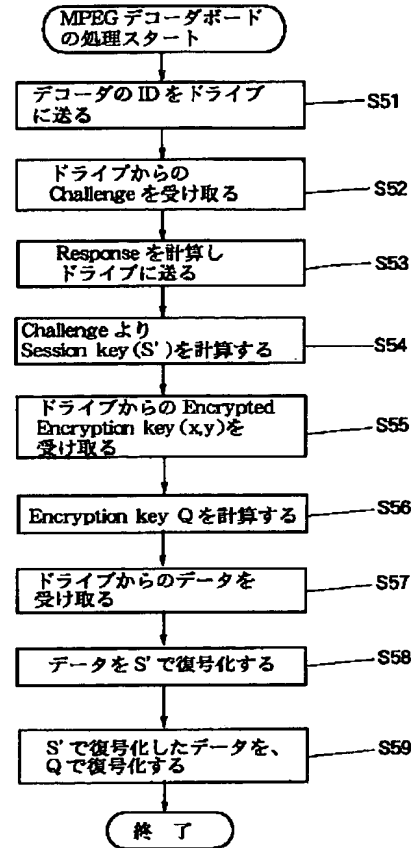 MPEG デコーダボード
の処理スタート
デコーダの ID をドライブ
に送る
S51
ドライブからの
Challenge を受け取る
S52
Response を計算し
ドライブに送る
S53
Challenge より
Session key (S') を計算する
S54
ドライブからの Encrypted
Encryption key (x,y) を
受け取る
S55
Encryption key Q を計算する
S56
ドライブからのデータを
受け取る
S57
データを S' で復号化する
S58
S' で復号化したデータを、
Q で復号化する
S59
終 了